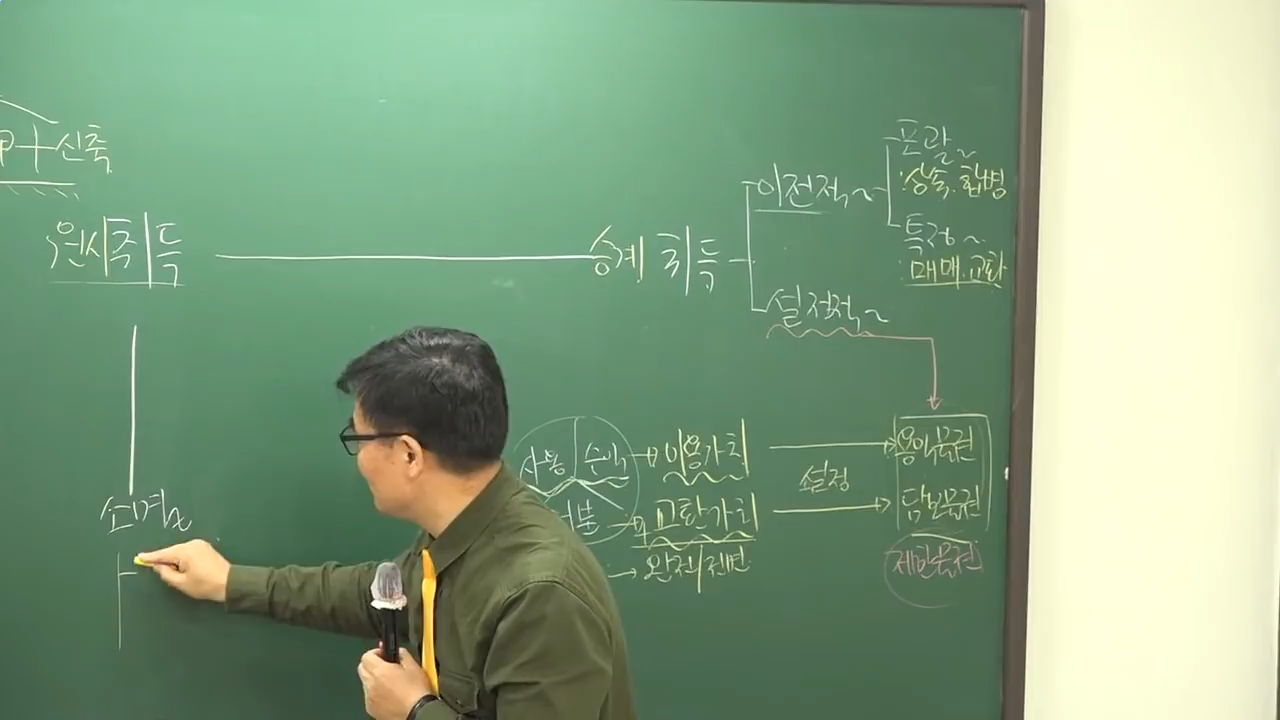 P+신축
원시취득
승계취득
이전적~
포괄~
:상속.합병
특정~
매매.교환
설정적~
소멸
사용 수익
처분
이용가치
교환가치
완전/전면
설정
용익물권
담보물권
제한물권